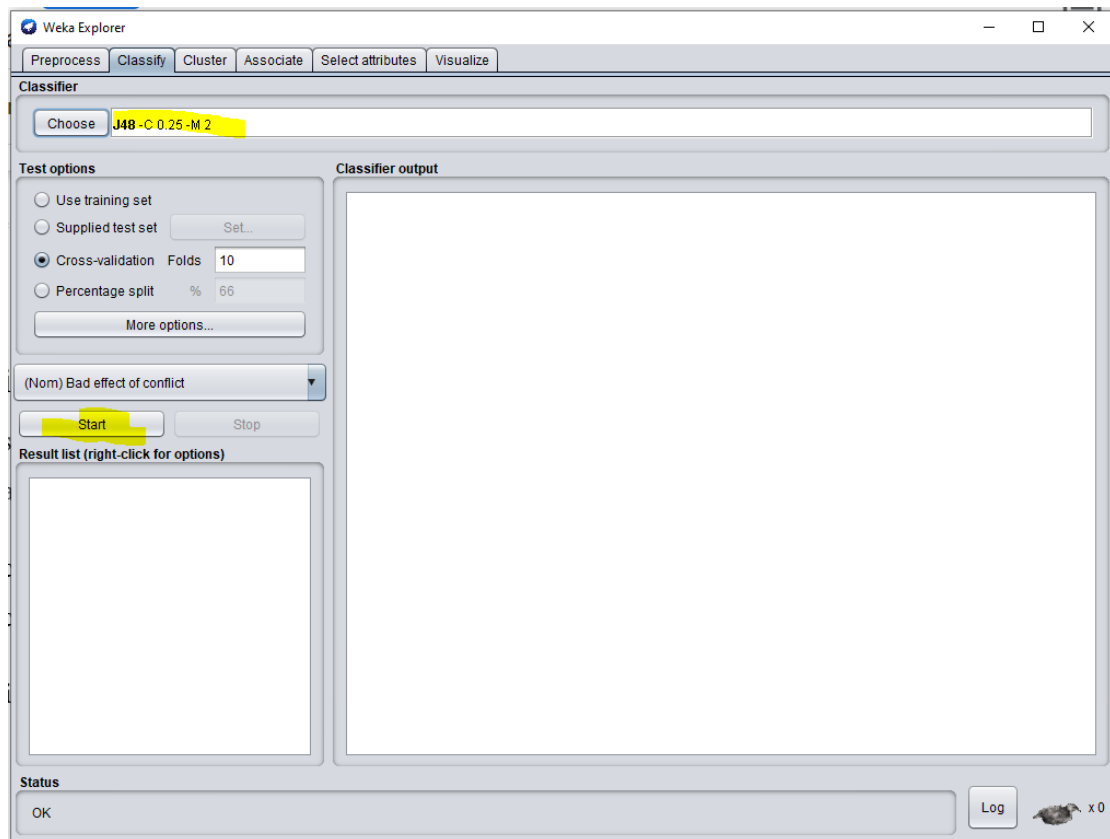 Weka Explorer
Preprocess Classify Cluster Associate Select attributes Visualize
Classifier
Choose J48 -C 0.25 -M 2
Test options
Use training set
Supplied test set Set...
Cross-validation Folds 10
Percentage split % 66
More options...
(Nom) Bad effect of conflict
Start Stop
Result list (right-click for options)
Classifier output
Status
OK
Log x 0